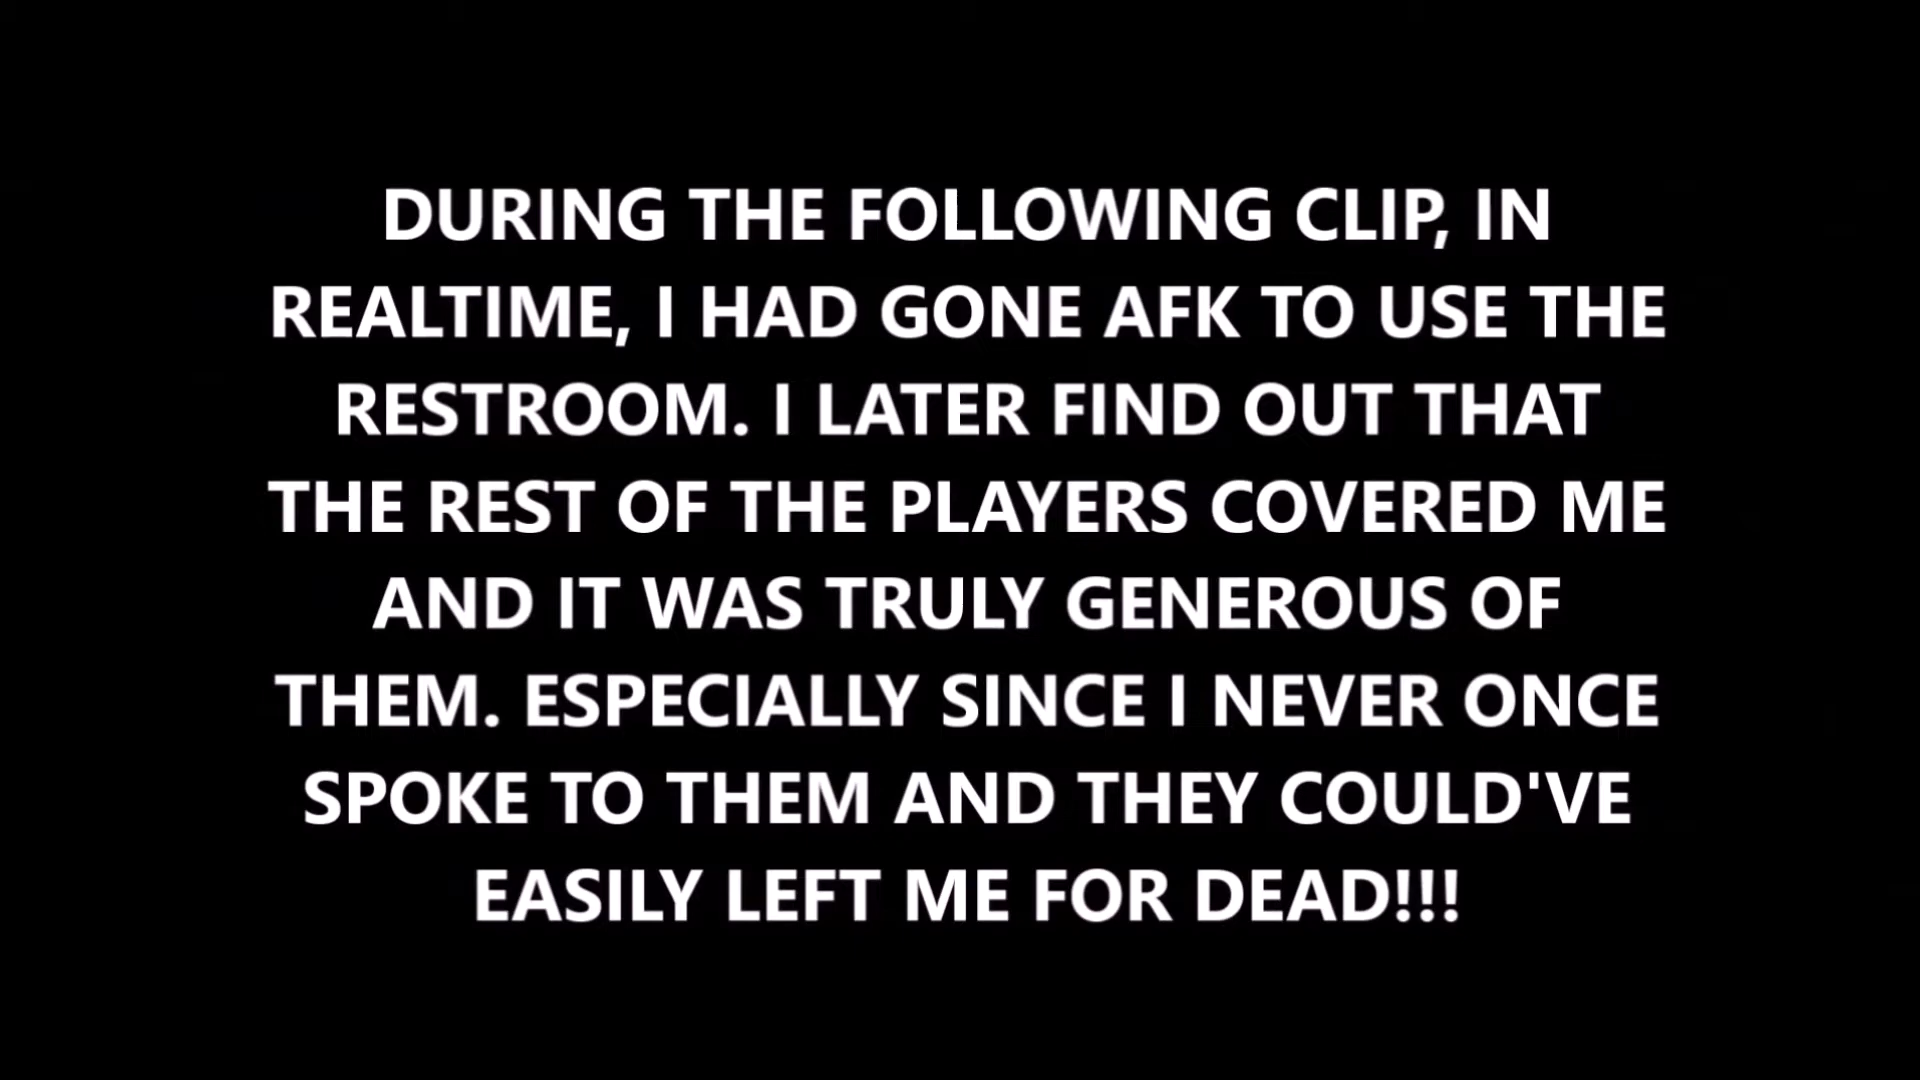 DURING THE FOLLOWING CLIP, IN
REALTIME, I HAD GONE AFK TO USE THE
RESTROOM. I LATER FIND OUT THAT
THE REST OF THE PLAYERS COVERED ME
AND IT WAS TRULY GENEROUS OF
THEM. ESPECIALLY SINCE I NEVER ONCE
SPOKE TO THEM AND THEY COULD'VE
EASILY LEFT ME FOR DEAD!!!